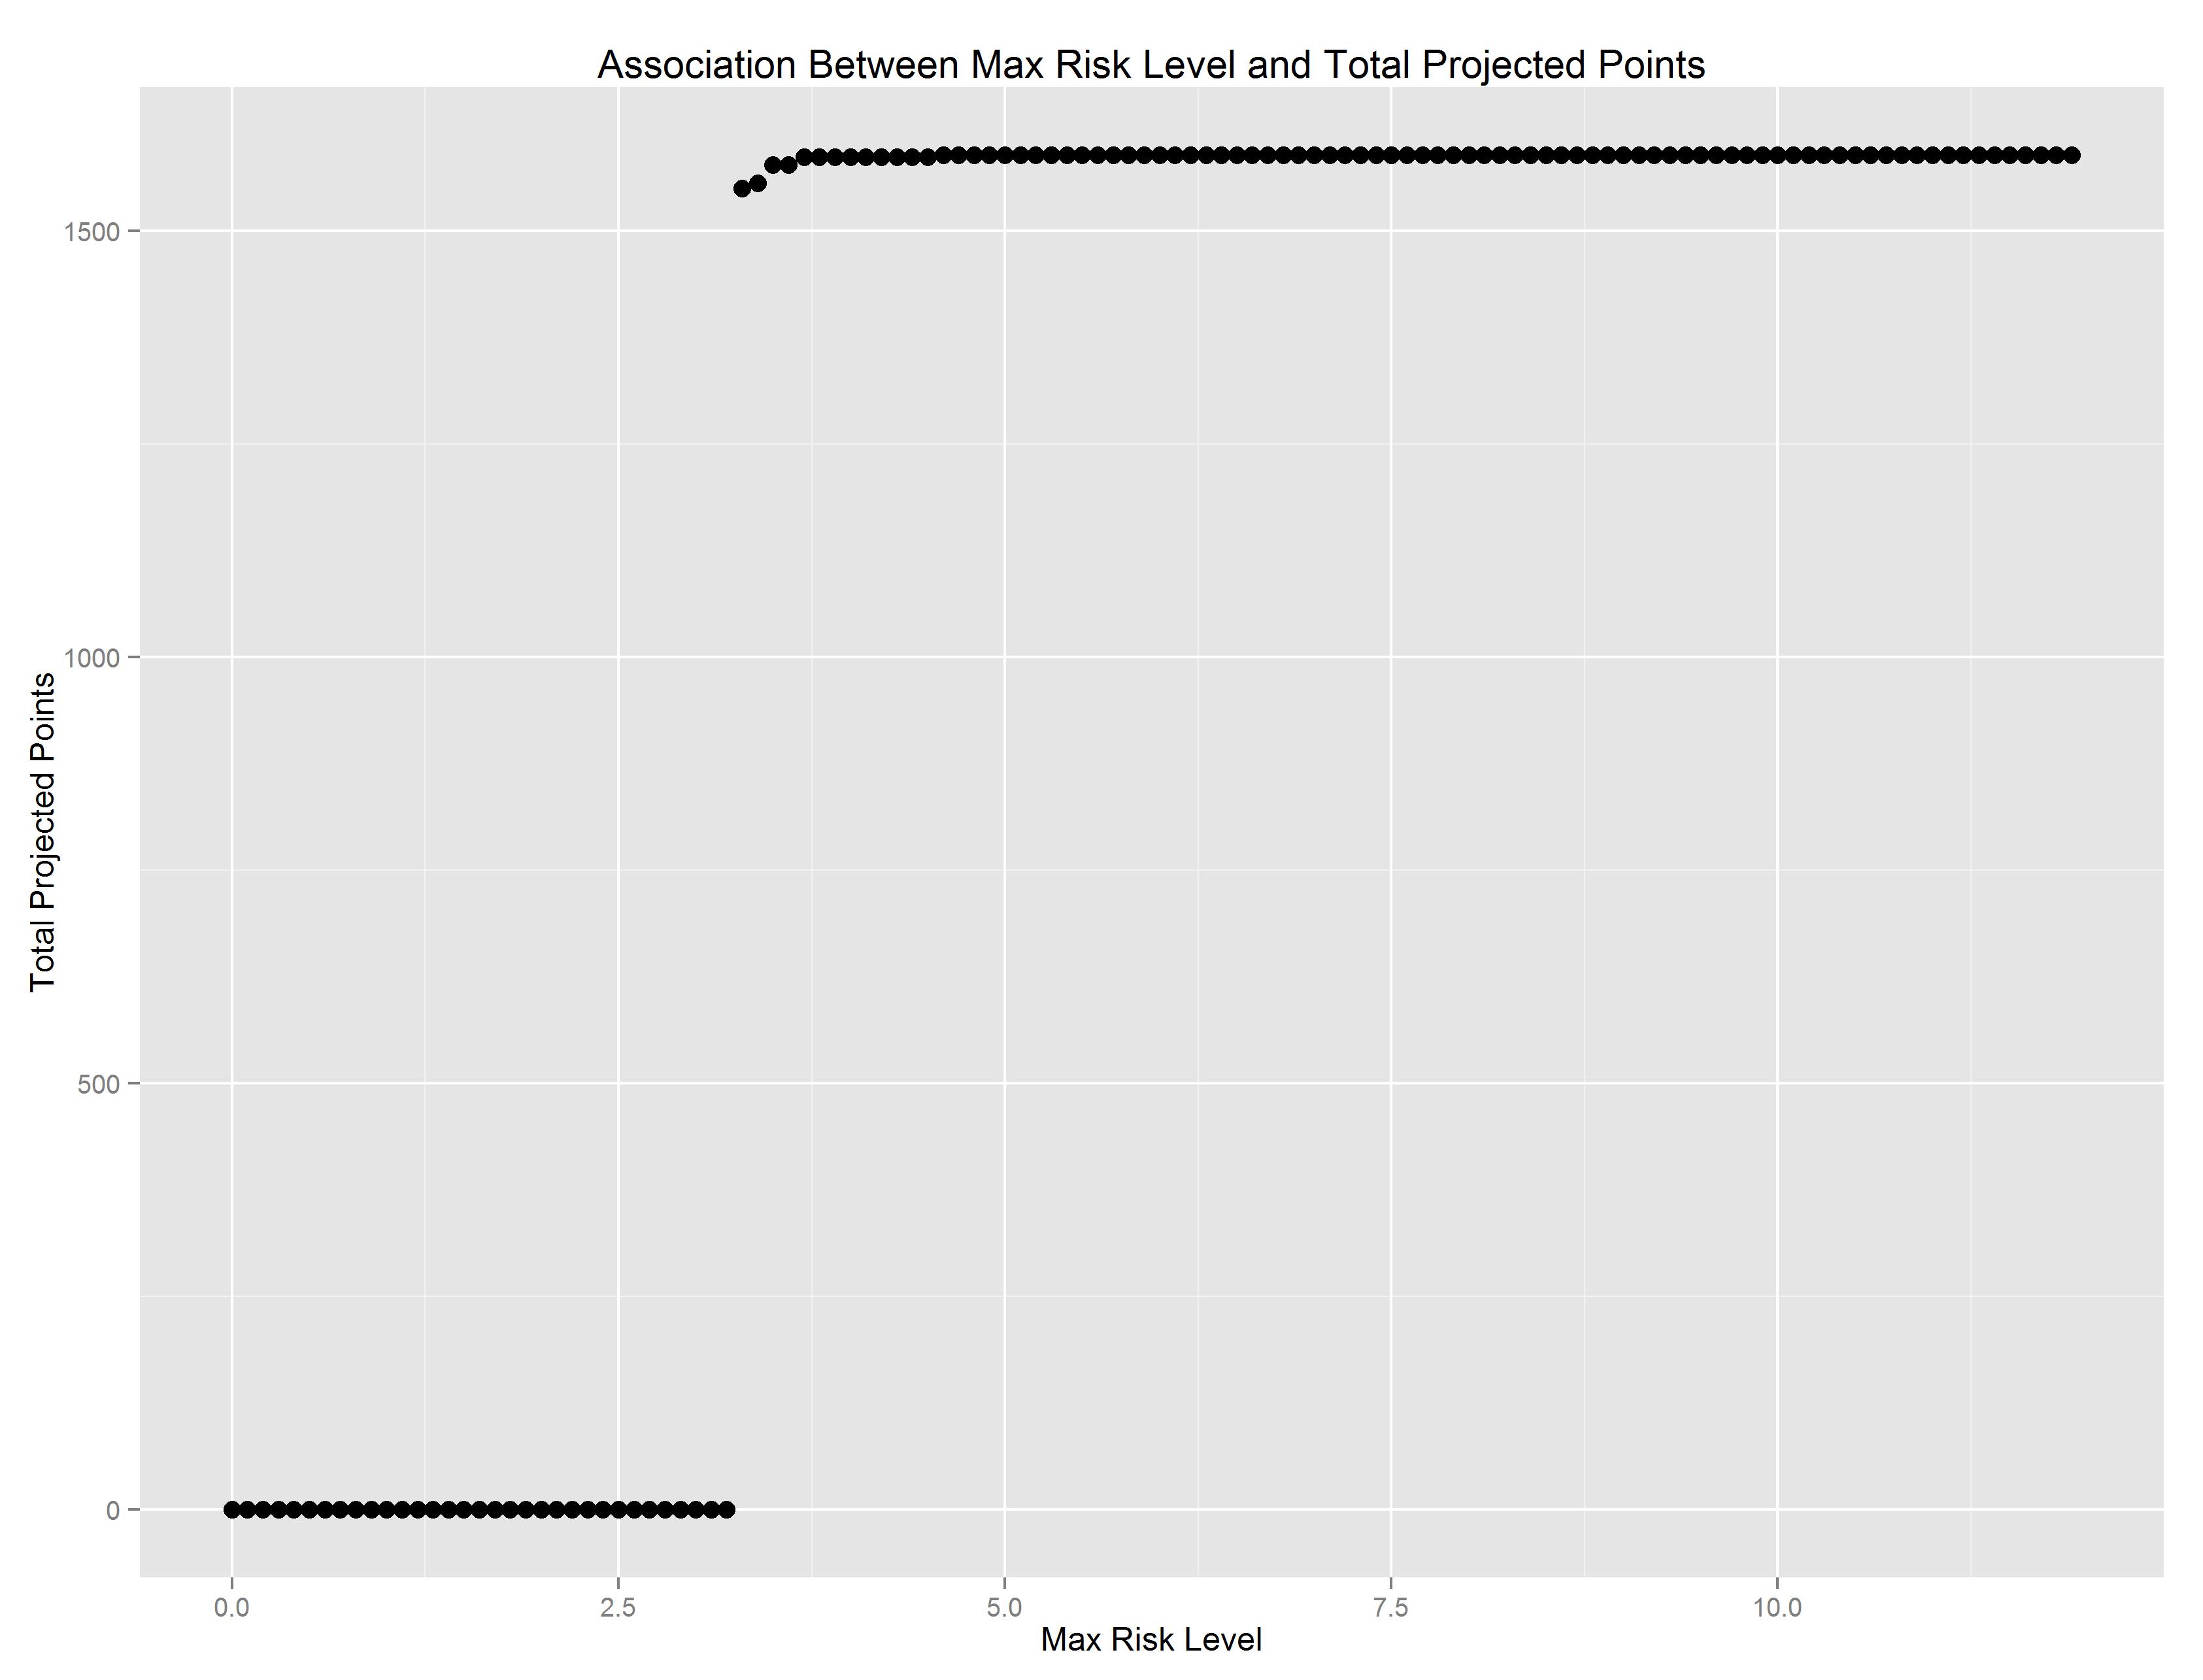 Association Between Max Risk Level and Total Projected Points
Total Projected Points
1500
1000
500
0
0.0 2.5 5.0 7.5 10.0
Max Risk Level